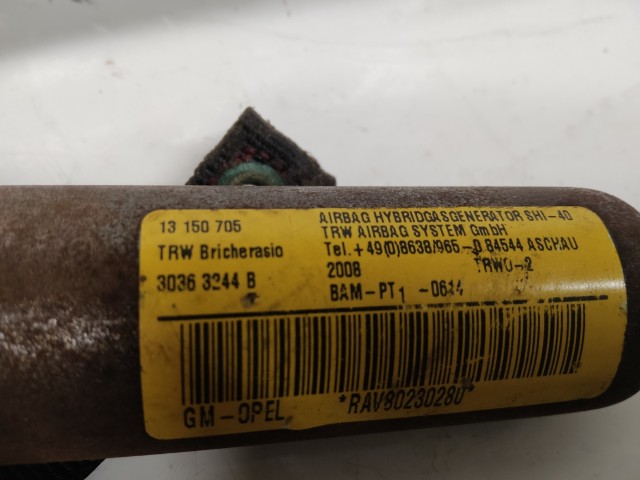 13 150 705
TRW Bricherasio
3036 3244 B
AIRBAG HYBRIDGASGENERATOR SHI-40
TRW AIRBAG SYSTEM GmbH
Tel.+49(0)8638/965-0 84544 ASCHAU
2008 TRWO-2
BAM-PT1 -0614
GM-OPEL
*RAV80230280*